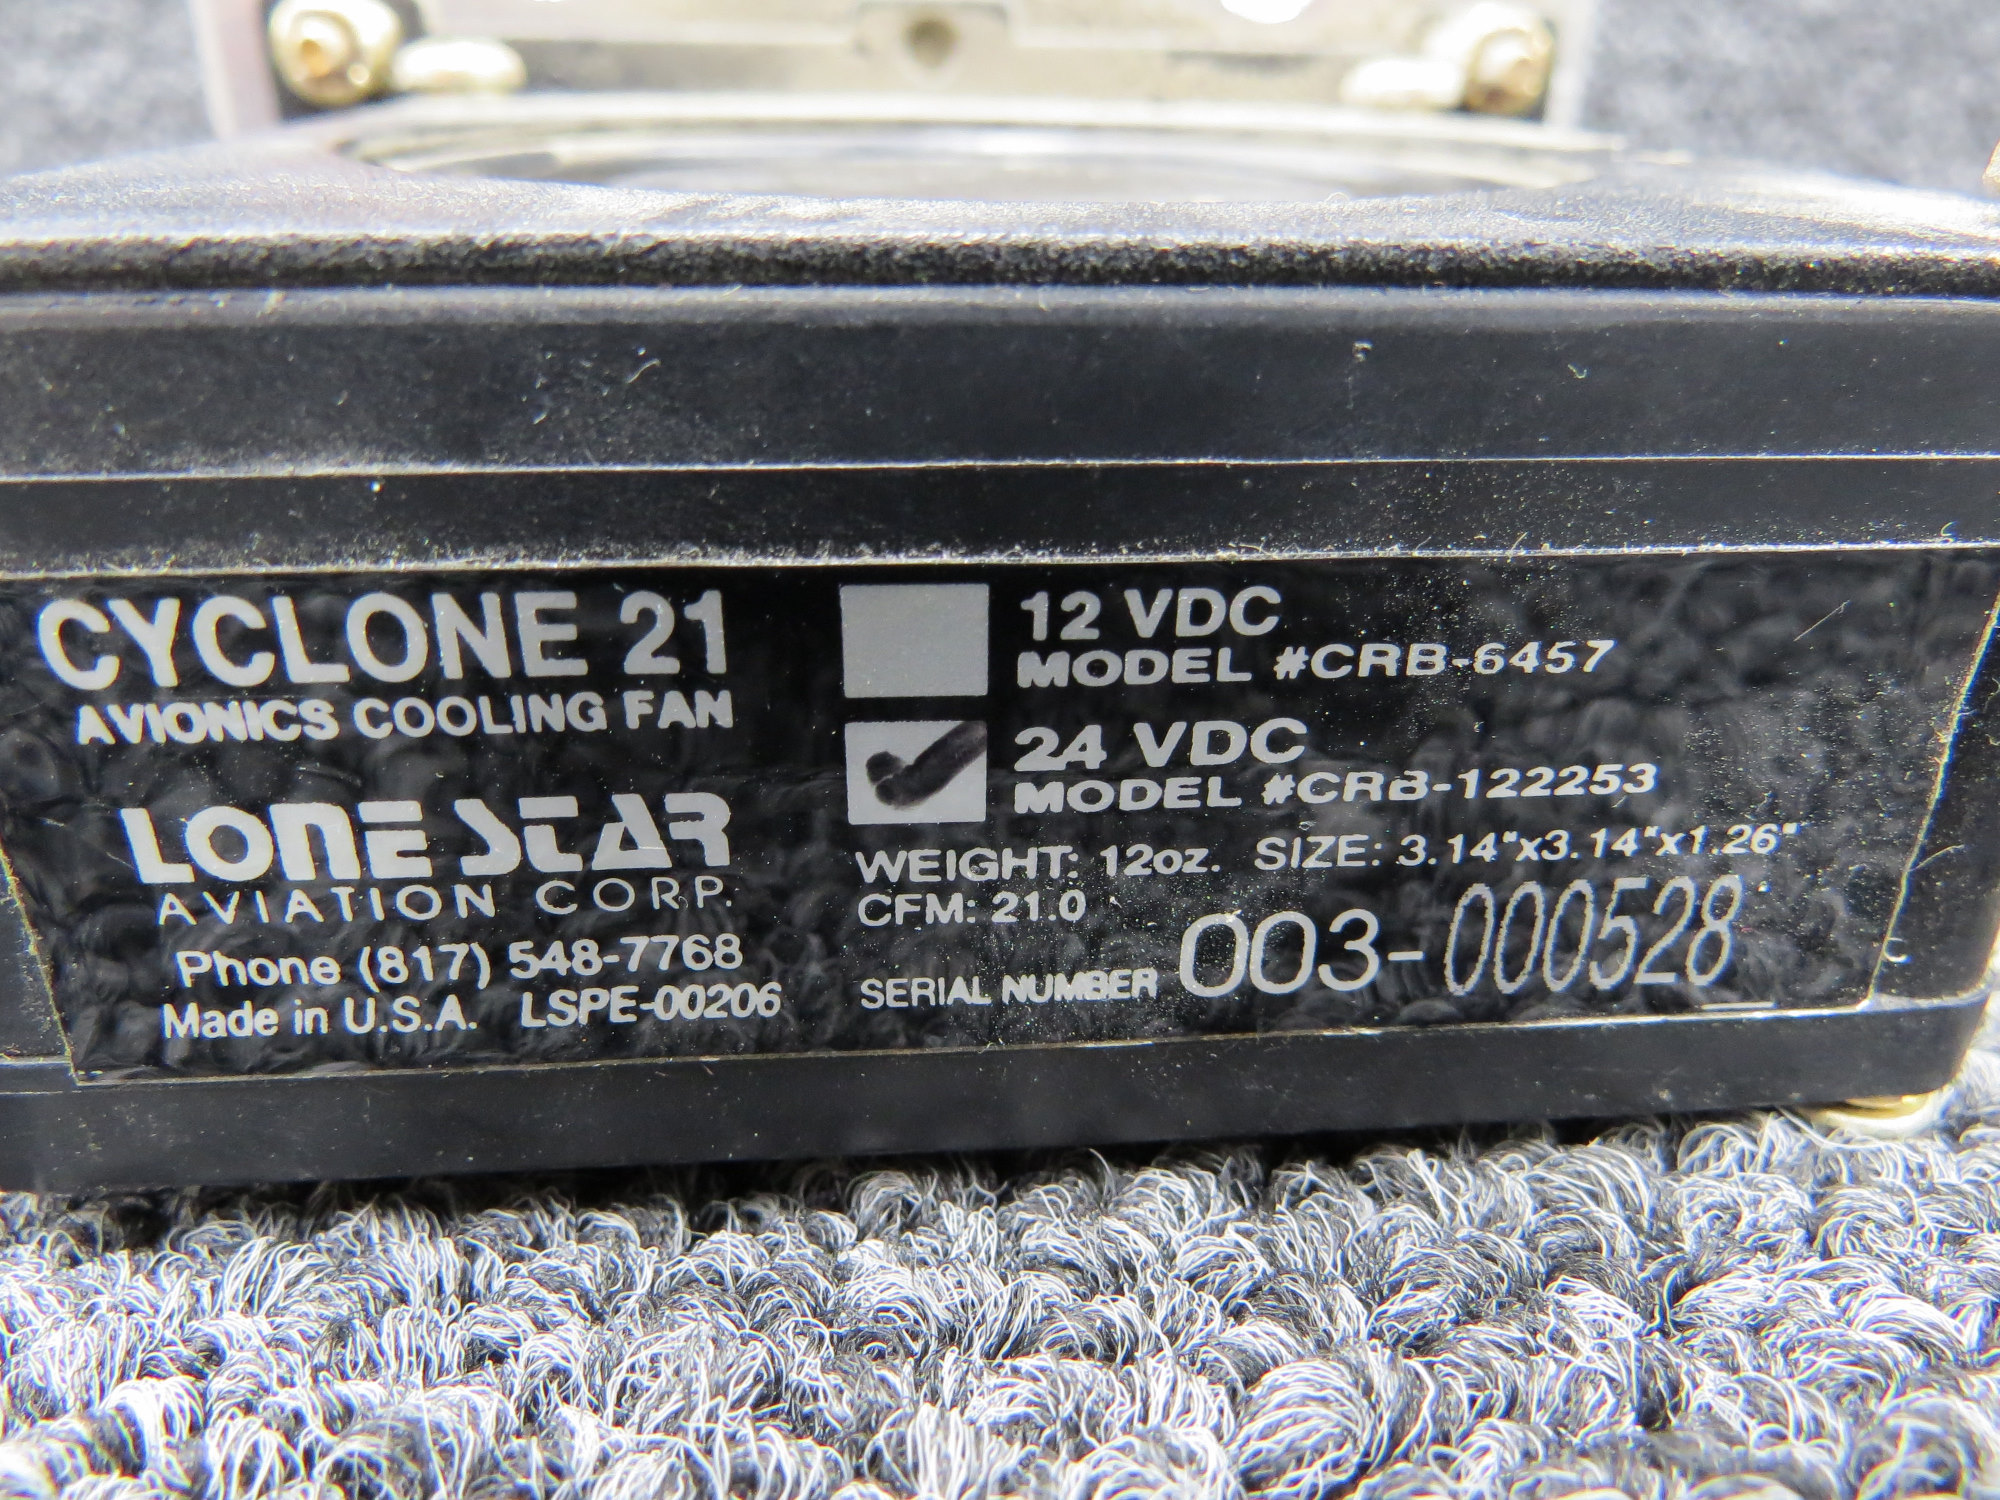 CYCLONE 21
AVIONICS COOLING FAN
LONE STAR
AVIATION CORP.
Phone (817) 548-7768
Made in U.S.A. LSPE-00206
12 VDC
MODEL #CRB-6457
24 VDC
MODEL #CRB-122253
WEIGHT: 12oz. SIZE: 3.14"x3.14"x1.26"
CFM: 21.0
SERIAL NUMBER 003-000528